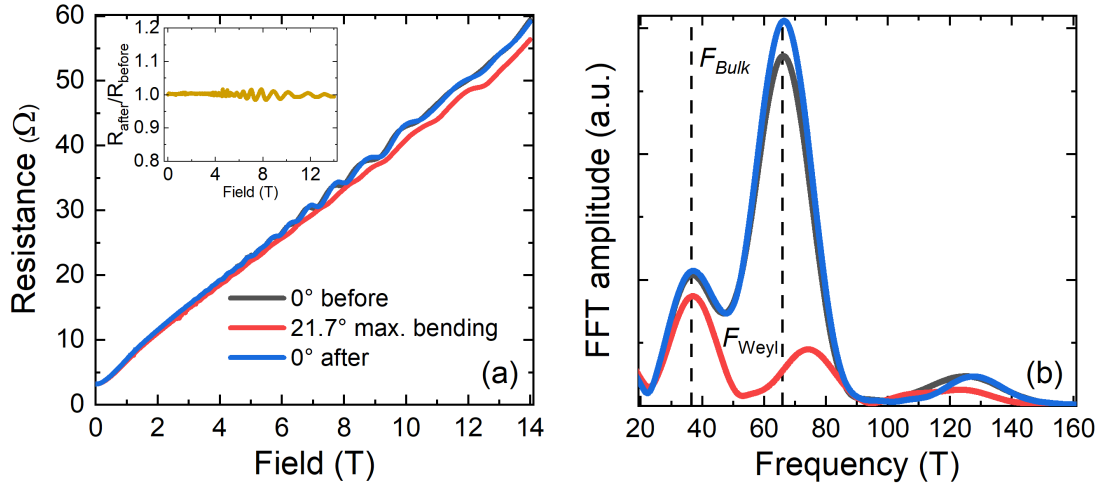 60
50
40
30
20
10
0
Resistance (Ω)
0 2 4 6 8 10 12 14
Field (T)
1.2
1.1
1.0
0.9
0.8
R_after/R_before
0 4 8 12
Field (T)
0° before
21.7° max. bending
0° after
(a)
FFT amplitude (a.u.)
F_Bulk
F_Weyl
(b)
20 40 60 80 100 120 140 160
Frequency (T)